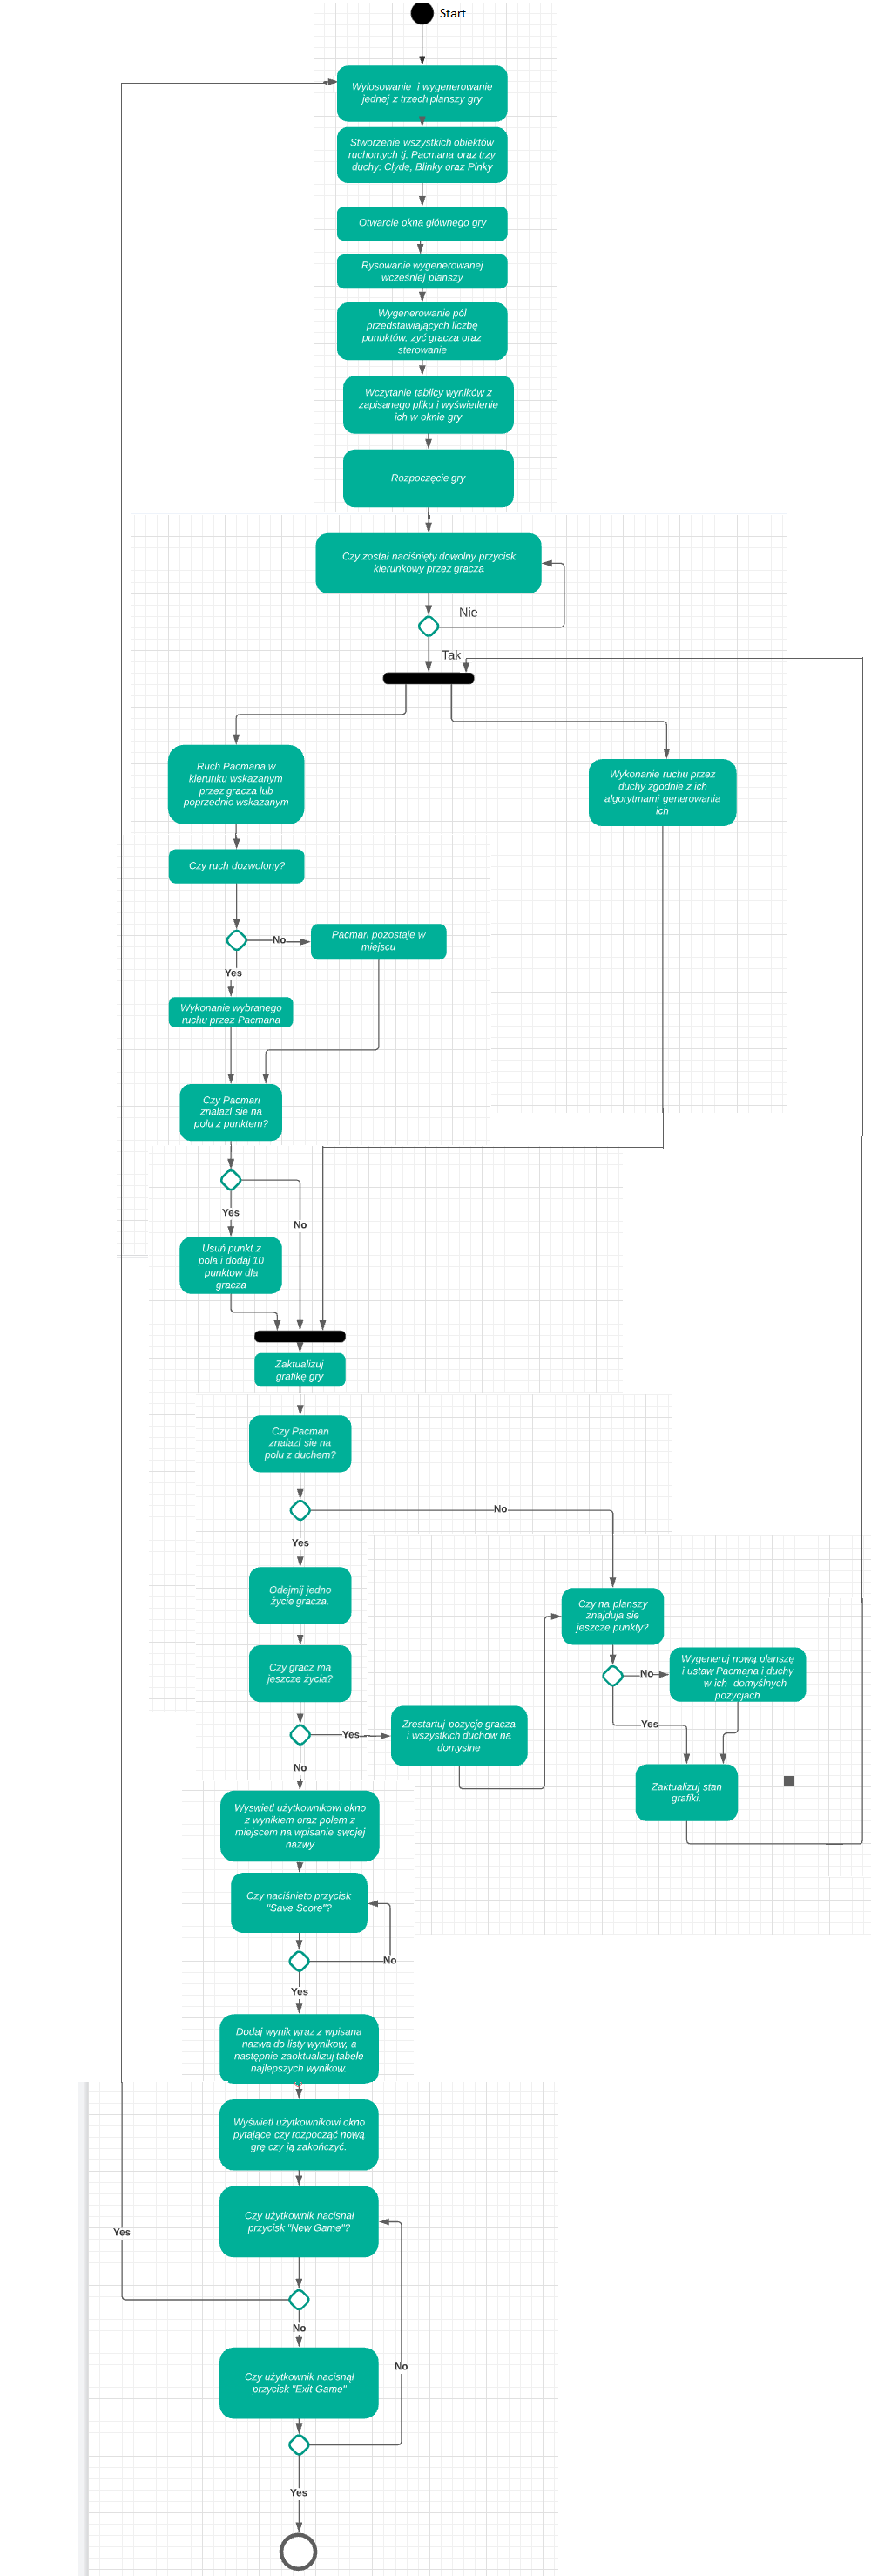 Start
Wylosowanie i wygenerowanie
jednej z trzech planszy gry
Stworzenie wszystkich obiektów
ruchomych tj. Pacmana oraz trzy
duchy: Clyde, Blinky oraz Pinky
Otwarcie okna głównego gry
Rysowanie wygenerowanej
wcześniej planszy
Wygenerowanie pól
przedstawiających liczbę
punbktów, zyć gracza oraz
sterowanie
Wczytanie tablicy wyników z
zapisanego pliku i wyświetlenie
ich w oknie gry
Rozpoczęcie gry
Czy został naciśnięty dowolny przycisk
kierunkowy przez gracza
Nie
Tak
Ruch Pacmana w
kierunku wskazanym
przez gracza lub
poprzednio wskazanym
Wykonanie ruchu przez
duchy zgodnie z ich
algorytmami generowania
ich
Czy ruch dozwolony?
No
Pacman pozostaje w
miejscu
Yes
Wykonanie wybranego
ruchu przez Pacmana
Czy Pacman
znalazl sie na
polu z punktem?
Yes
No
Usuń punkt z
pola i dodaj 10
punktow dla
gracza
Zaktualizuj
grafikę gry
Czy Pacman
znalazl sie na
polu z duchem?
No
Yes
Odejmij jedno
życie gracza.
Czy na planszy
znajduja sie
jeszcze punkty?
Czy gracz ma
jeszcze życia?
No
Wygeneruj nową planszę
i ustaw Pacmana i duchy
w ich domyślnych
pozycjach
Yes
Zrestartuj pozycje gracza
i wszystkich duchow na
domyslne
Yes
No
Zaktualizuj stan
grafiki.
Wyswietl użytkownikowi okno
z wynikiem oraz polem z
miejscem na wpisanie swojej
nazwy
Czy naciśnieto przycisk
"Save Score"?
No
Yes
Dodaj wynik wraz z wpisana
nazwa do listy wynikow, a
następnie zaoktualizuj tabele
najlepszych wynikow.
Wyświetl użytkownikowi okno
pytające czy rozpocząć nową
grę czy ją zakończyć.
Czy użytkownik nacisnał
przycisk "New Game"?
Yes
No
Czy użytkownik nacisnął
przycisk "Exit Game"
No
Yes